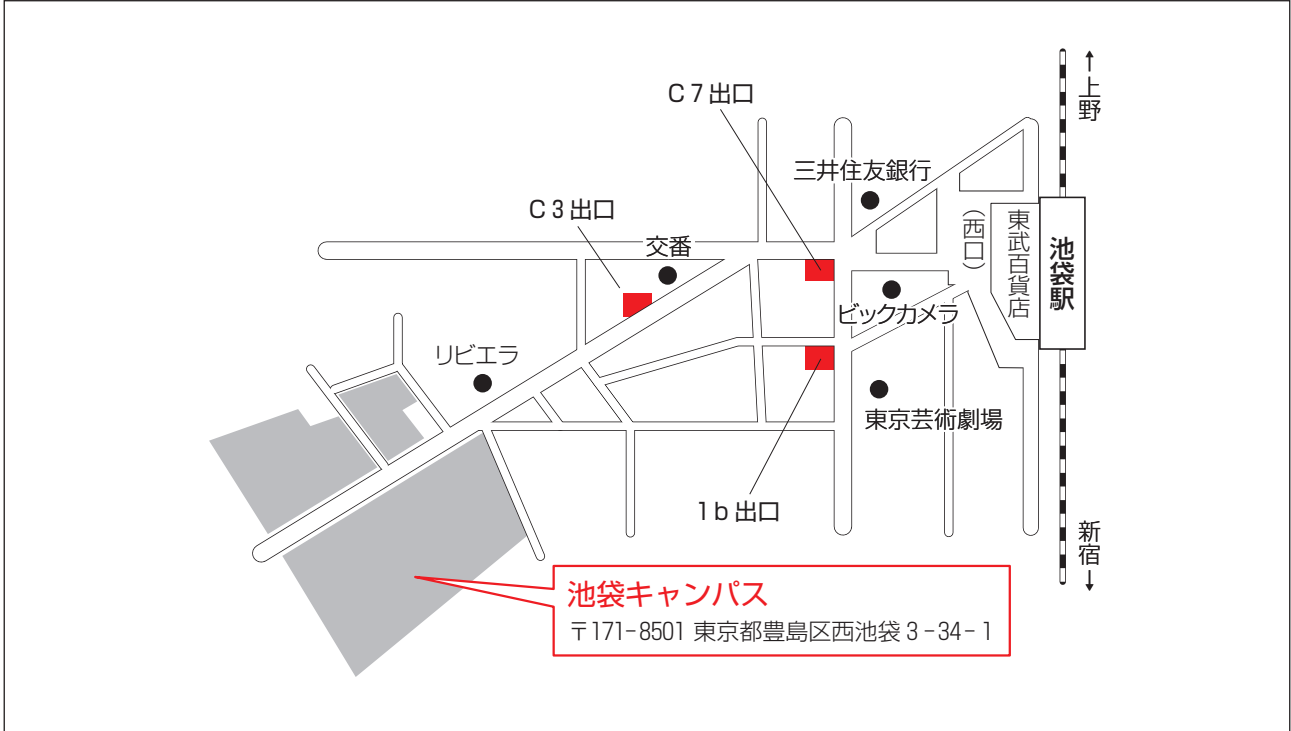 ↑上野
C7出口
三井住友銀行
C3出口
交番
(西口)
東武百貨店
池袋駅
ビックカメラ
リビエラ
東京芸術劇場
1b出口
新宿↓
池袋キャンパス
〒171-8501 東京都豊島区西池袋3-34-1